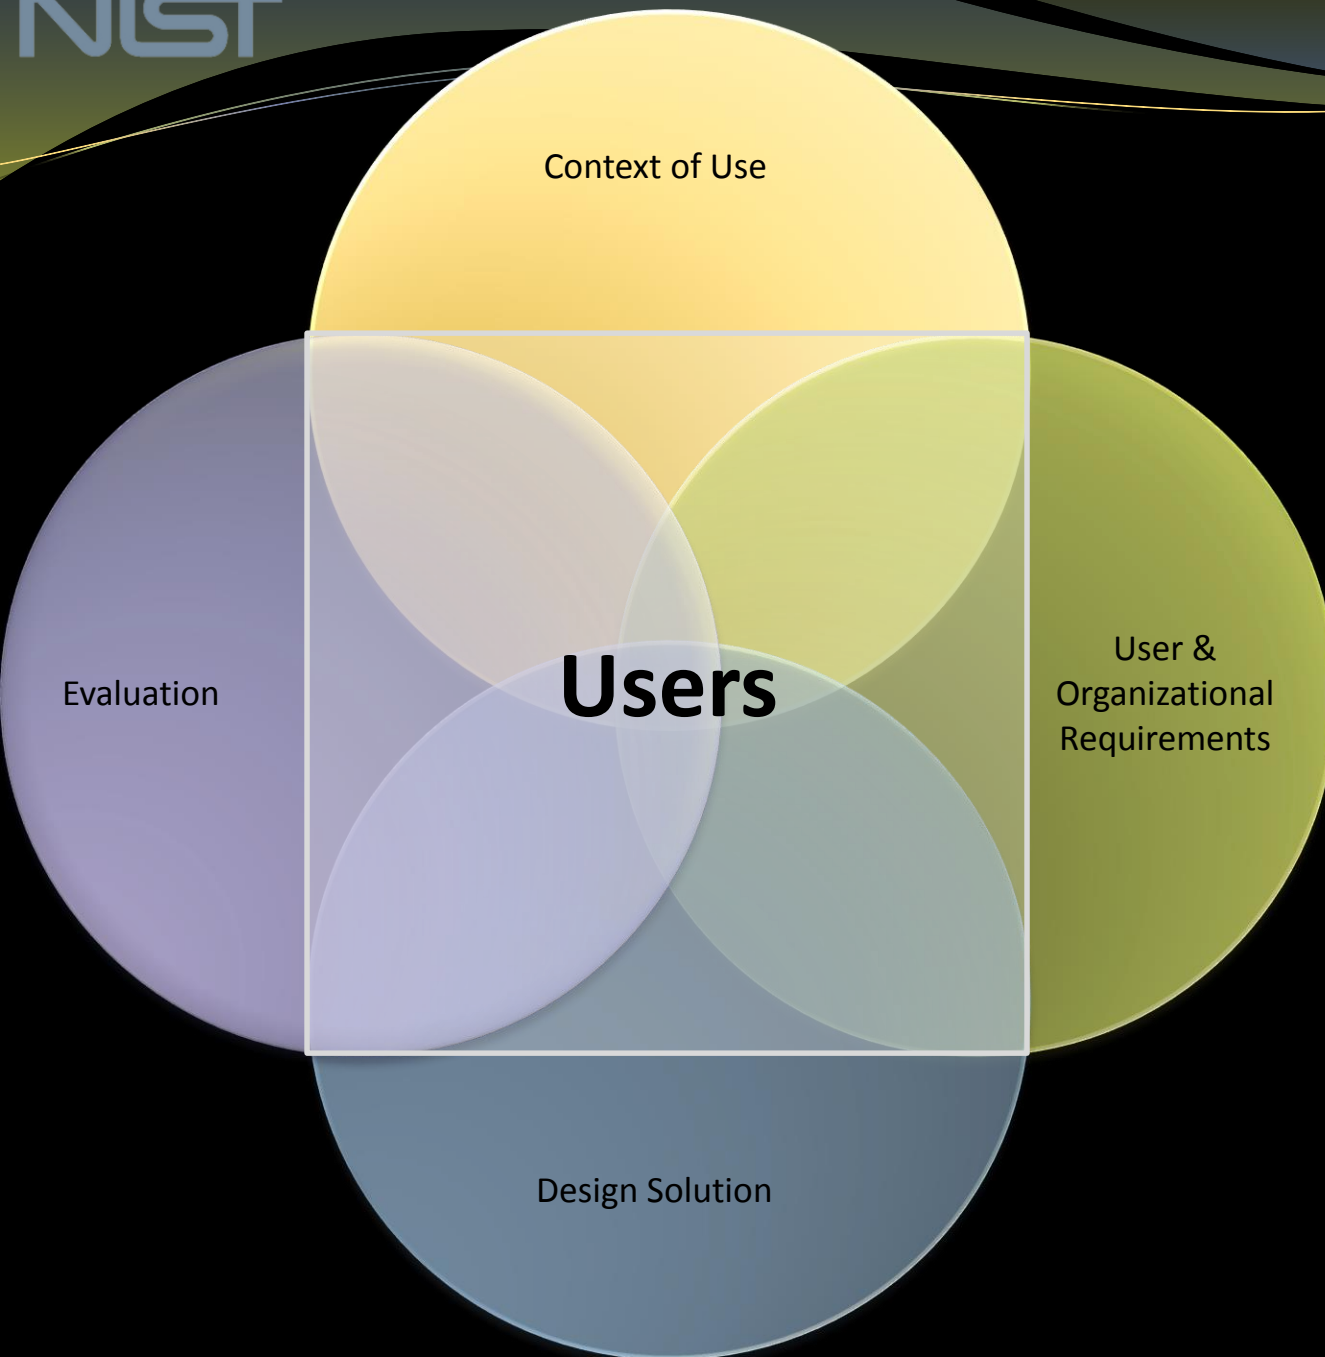 NIST
Context of Use
Evaluation
Users
User &
Organizational
Requirements
Design Solution